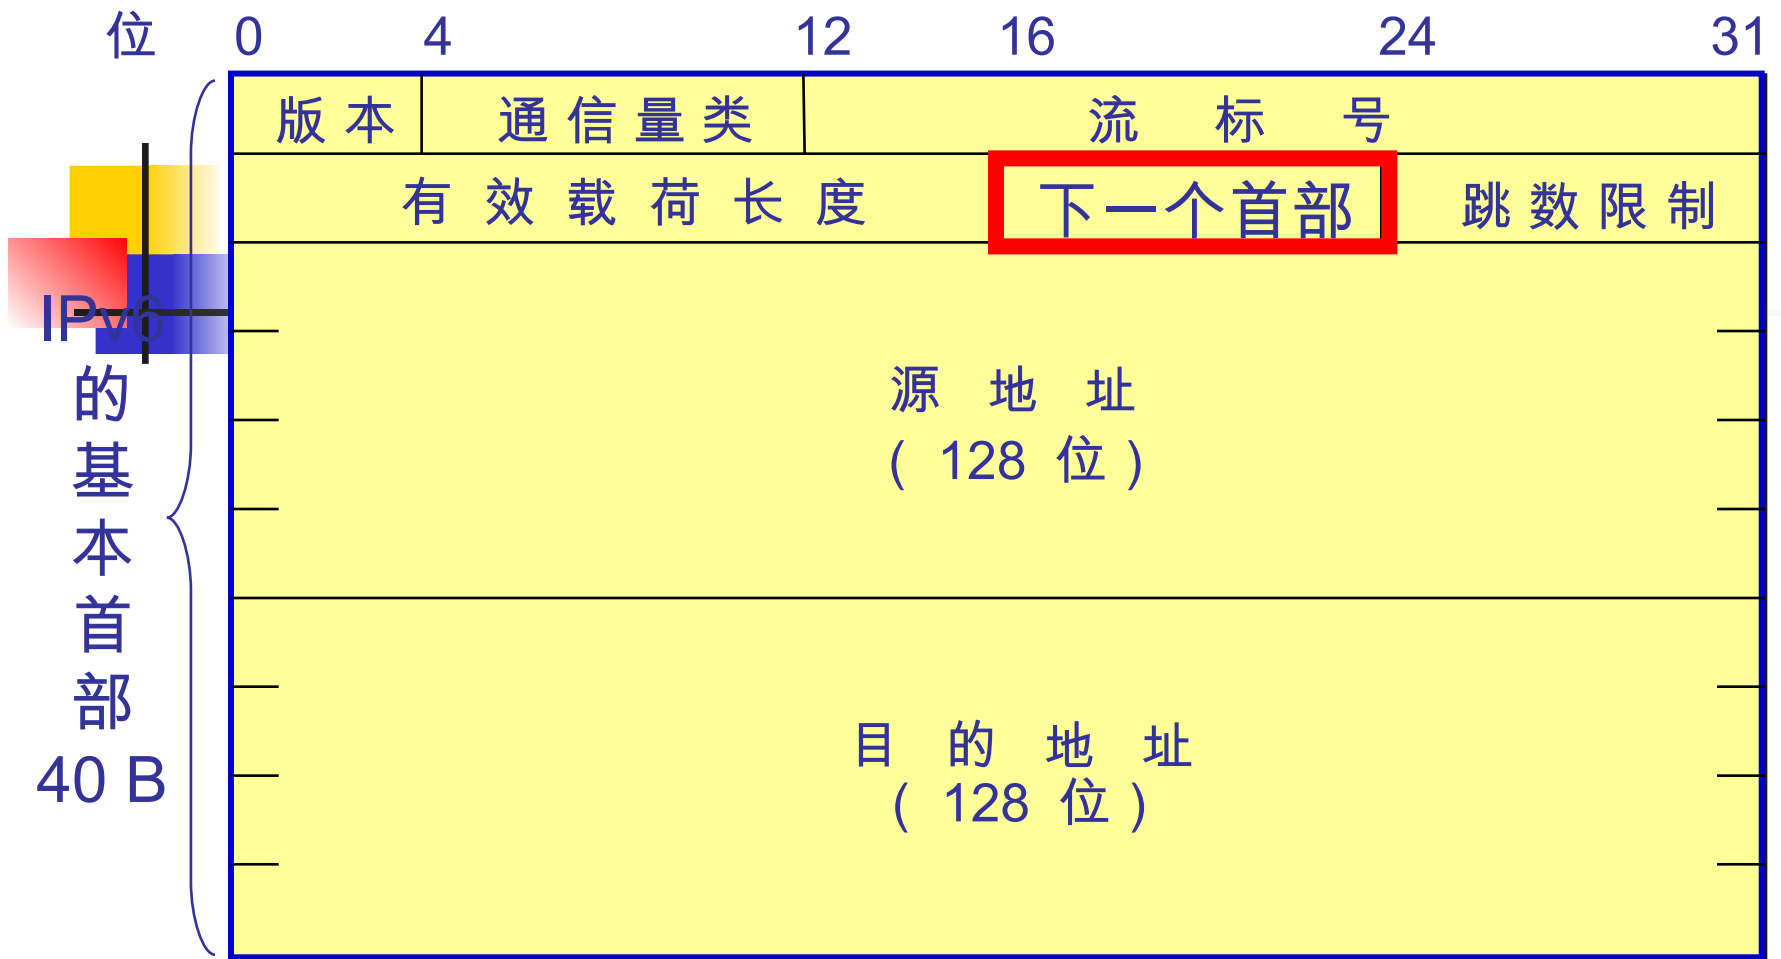 位 0 4 12 16 24 31
版 本 通 信 量 类 流 标 号
有 效 载 荷 长 度 下一个首部 跳 数 限 制
源 地 址
( 128 位 )
目 的 地 址
( 128 位 )
IPv6
的
基
本
首
部
40 B